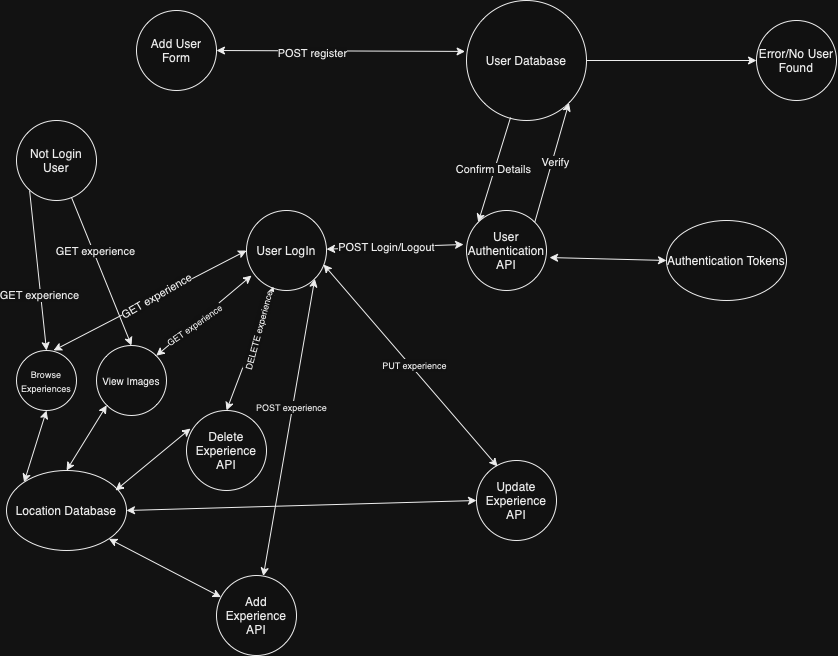 Add User
Form
POST register
User Database
Error/No User
Found
Not Login
User
Confirm Details
Verify
GET experience
User LogIn
POST Login/Logout
User
Authentication
API
Authentication Tokens
GET experience
GET experience
GET experience
DELETE experience
PUT experience
Browse
Experiences
View Images
POST experience
Delete
Experience
API
Location Database
Update
Experience
API
Add
Experience
API